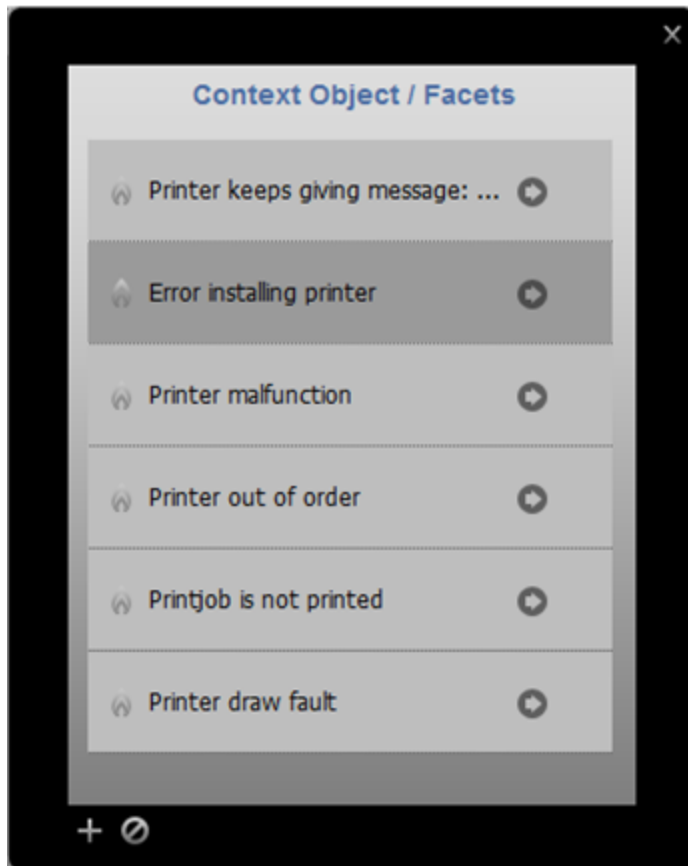 Context Object / Facets
Printer keeps giving message: ...
Error installing printer
Printer malfunction
Printer out of order
Printjob is not printed
Printer draw fault